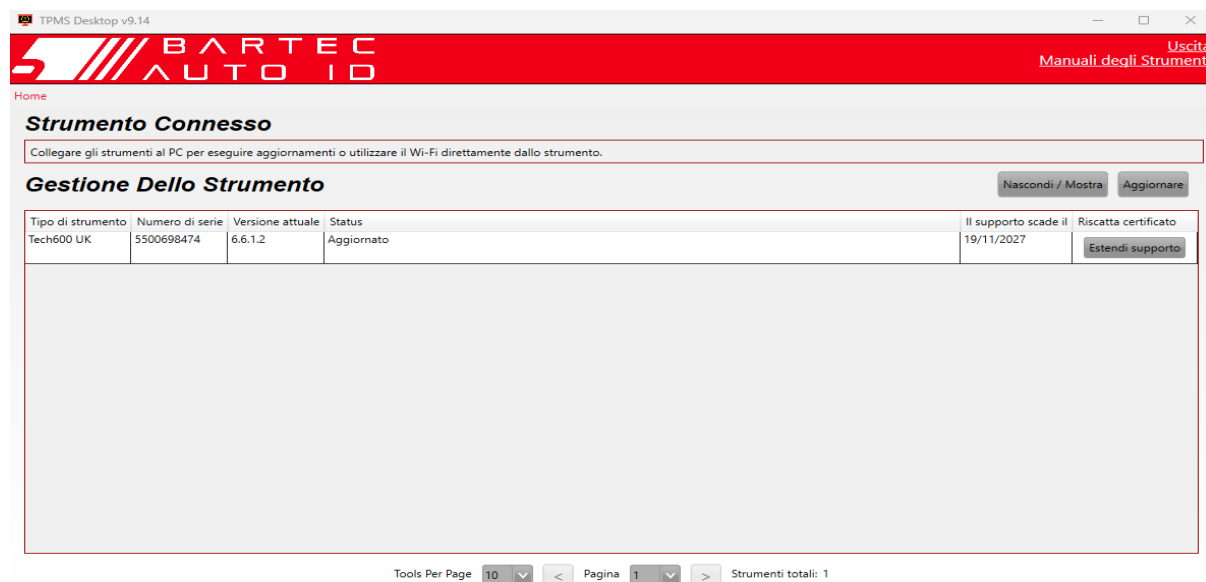 TPMS Desktop v9.14
BARTEC
AUTO ID
Uscita
Manuali degli Strument
Home
Strumento Connesso
Collegare gli strumenti al PC per eseguire aggiornamenti o utilizzare il Wi-Fi direttamente dallo strumento.
Gestione Dello Strumento
Nascondi / Mostra Aggiornare
Tipo di strumento Numero di serie Versione attuale Status Il supporto scade il Riscatta certificato
Tech600 UK 5500698474 6.6.1.2 Aggiornato 19/11/2027 Estendi supporto
Tools Per Page 10 < Pagina 1 > Strumenti totali: 1